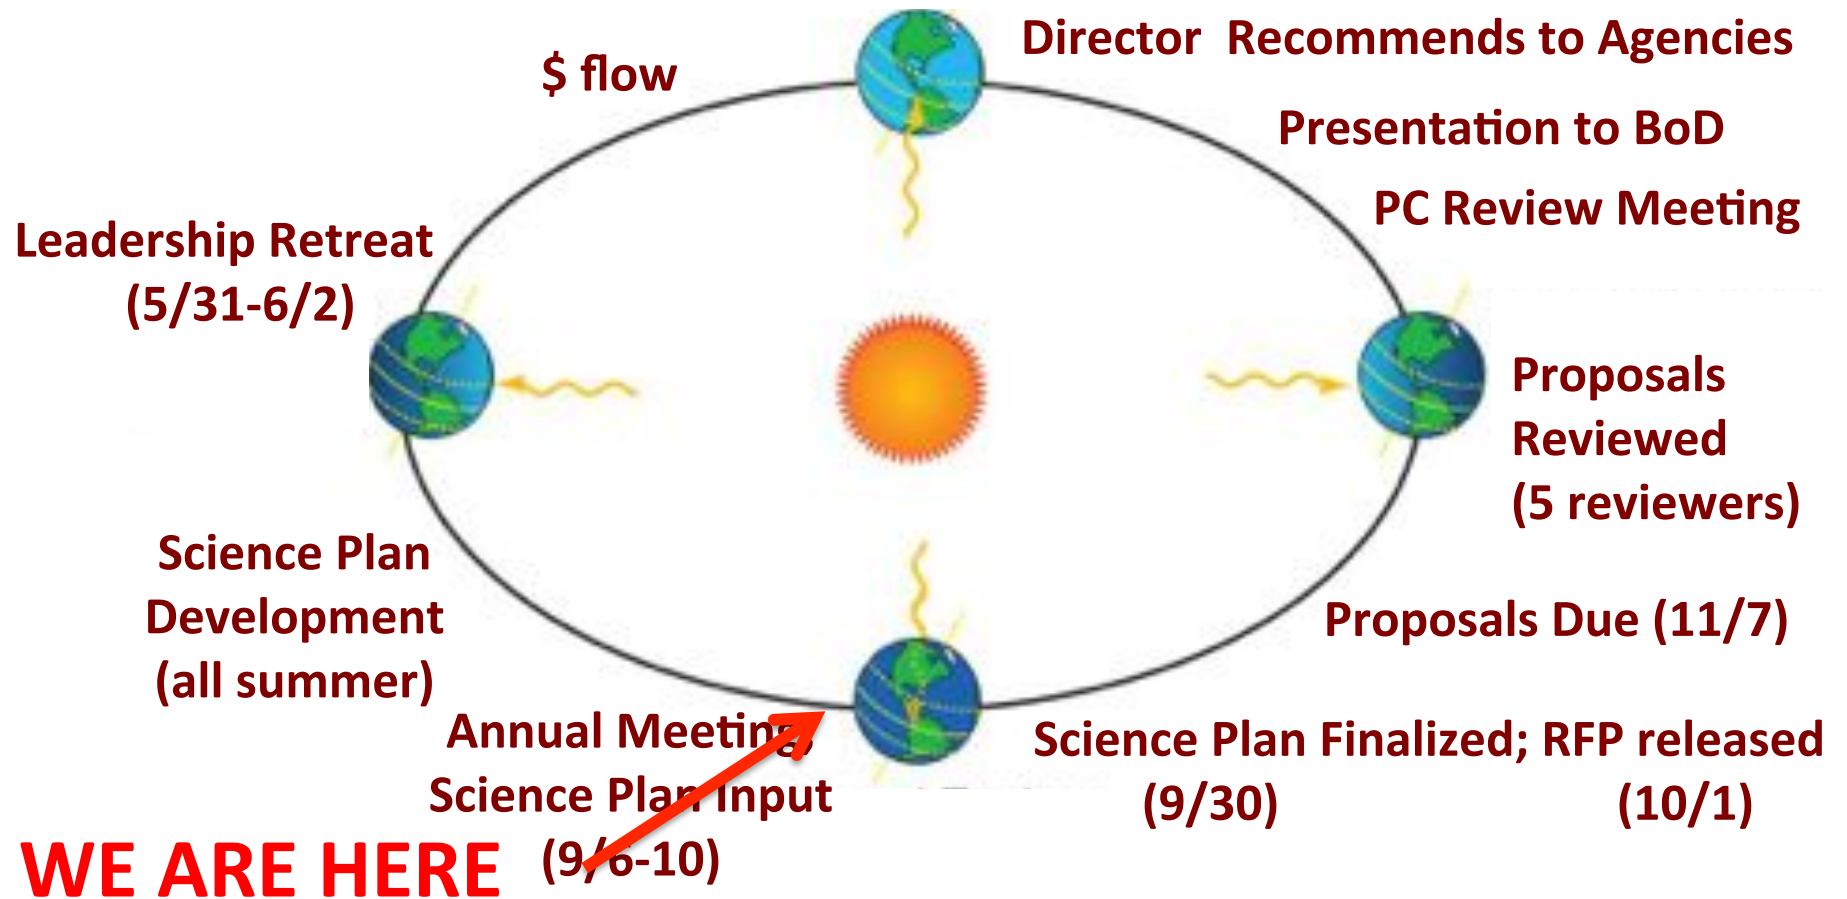 $ flow
Director Recommends to Agencies
Presentation to BoD
PC Review Meeting
Leadership Retreat
(5/31-6/2)
Proposals
Reviewed
(5 reviewers)
Science Plan
Development
(all summer)
Proposals Due (11/7)
Annual Meeting,
Science Plan Input
(9/6-10)
Science Plan Finalized; RFP released
(9/30) (10/1)
WE ARE HERE